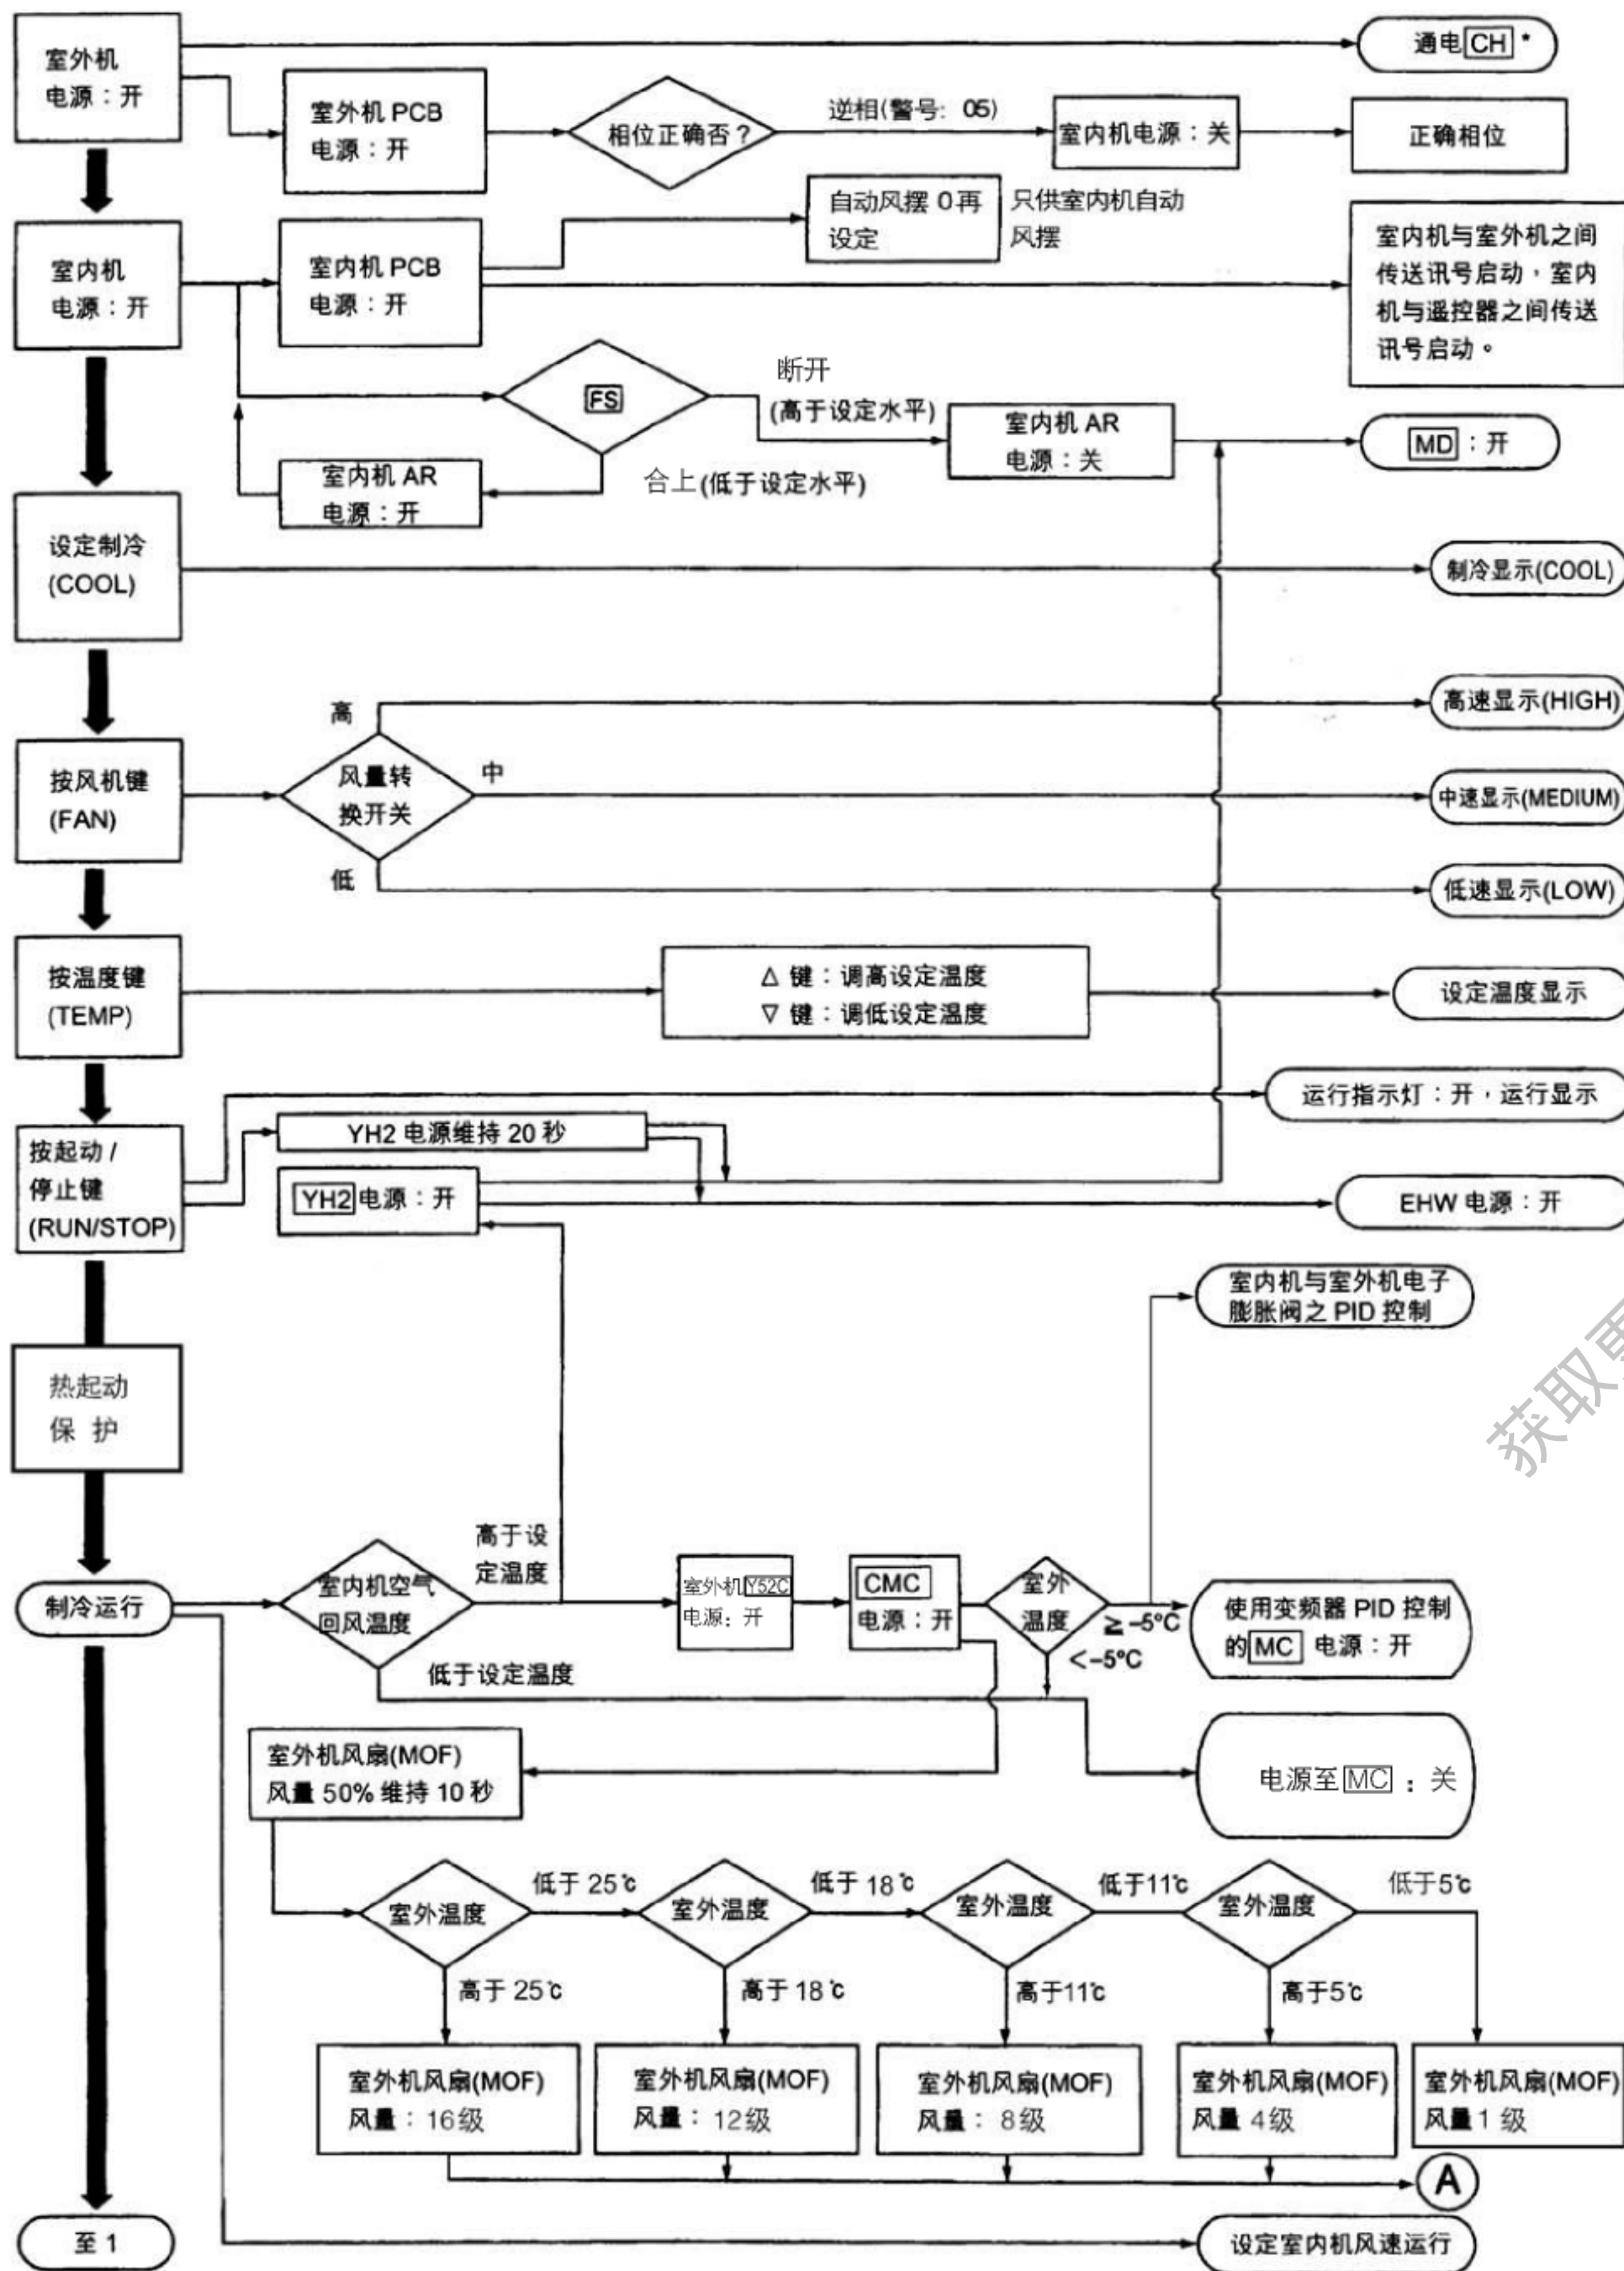 室外机
电源：开
通电 CH *
室外机 PCB
电源：开
相位正确否？
逆相(警号: 05)
室内机电源：关
正确相位
室内机
电源：开
室内机 PCB
电源：开
自动风摆 0 再
设定
只供室内机自动
风摆
室内机与室外机之间
传送讯号启动，室内
机与遥控器之间传送
讯号启动。
FS
断开
(高于设定水平)
合上(低于设定水平)
室内机 AR
电源：关
MD：开
室内机 AR
电源：开
设定制冷
(COOL)
制冷显示(COOL)
按风机键
(FAN)
风量转
换开关
高
中
低
高速显示(HIGH)
中速显示(MEDIUM)
低速显示(LOW)
按温度键
(TEMP)
△ 键：调高设定温度
▽ 键：调低设定温度
设定温度显示
按起动 /
停止键
(RUN/STOP)
运行指示灯：开，运行显示
YH2 电源维持 20 秒
YH2 电源：开
EHW 电源：开
室内机与室外机电子
膨胀阀之 PID 控制
热起动
保 护
制冷运行
室内机空气
回风温度
高于设
定温度
低于设定温度
室外机 Y52C
电源：开
CMC
电源：开
室外
温度
≧ –5°C
<–5°C
使用变频器 PID 控制
的 MC 电源：开
电源至 MC ：关
室外机风扇(MOF)
风量 50% 维持 10 秒
室外温度
低于 25℃
室外温度
低于 18℃
室外温度
低于11℃
室外温度
低于5℃
高于 25℃
高于 18℃
高于11℃
高于5℃
室外机风扇(MOF)
风量：16级
室外机风扇(MOF)
风量：12级
室外机风扇(MOF)
风量：8级
室外机风扇(MOF)
风量 4级
室外机风扇(MOF)
风量1 级
A
至 1
设定室内机风速运行